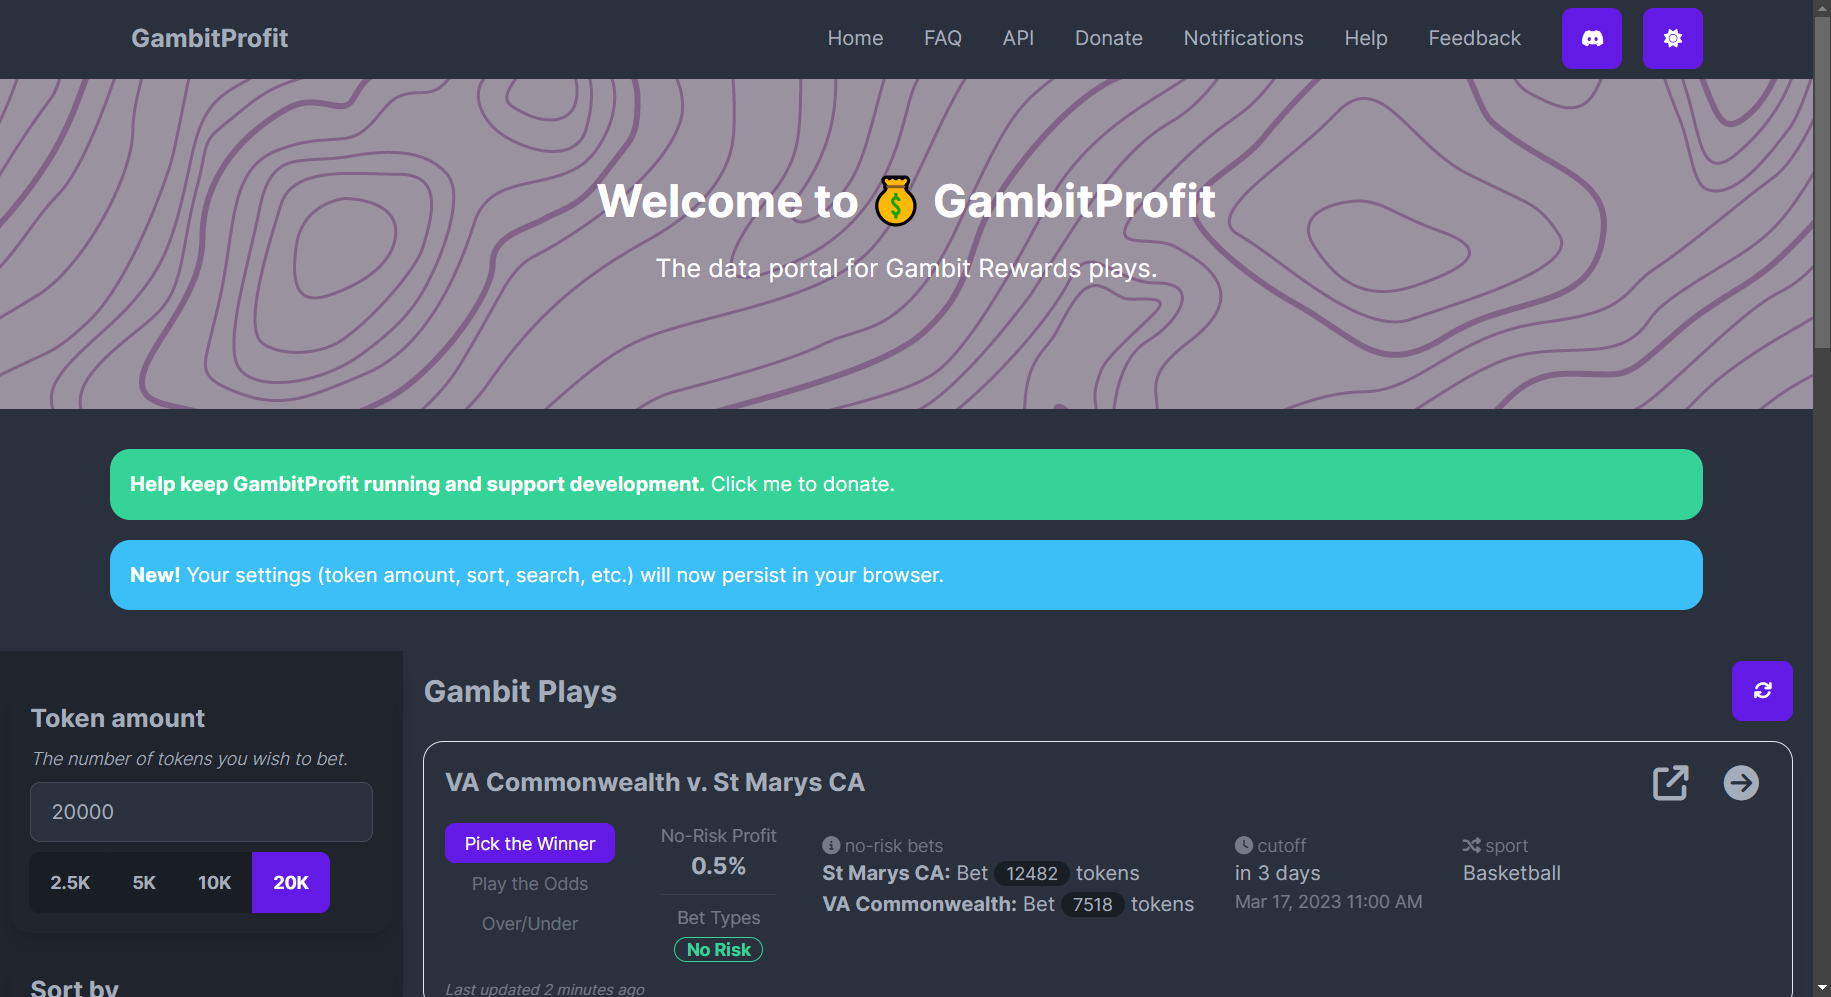 GambitProfit
Home FAQ API Donate Notifications Help Feedback
Welcome to GambitProfit
The data portal for Gambit Rewards plays.
Help keep GambitProfit running and support development. Click me to donate.
New! Your settings (token amount, sort, search, etc.) will now persist in your browser.
Token amount
The number of tokens you wish to bet.
20000
2.5K 5K 10K 20K
Sort by
Gambit Plays
VA Commonwealth v. St Marys CA
Pick the Winner
Play the Odds
Over/Under
No-Risk Profit
0.5%
Bet Types
No Risk
no-risk bets
St Marys CA: Bet 12482 tokens
VA Commonwealth: Bet 7518 tokens
cutoff
in 3 days
Mar 17, 2023 11:00 AM
sport
Basketball
Last updated 2 minutes ago